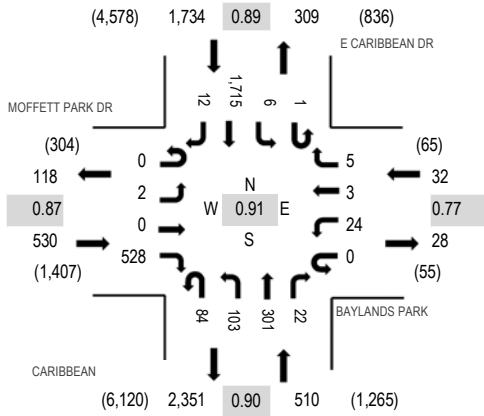 (4,578) 1,734 0.89 309 (836)
E CARIBBEAN DR
12 1,715 6 1
MOFFETT PARK DR
(304) 0 5 (65)
118 2 N 3 32
0.87 W 0.91 E 0.77
0 S 24
530 528 0 28
(1,407) (55)
84 103 301 22
BAYLANDS PARK
CARIBBEAN
(6,120) 2,351 0.90 510 (1,265)